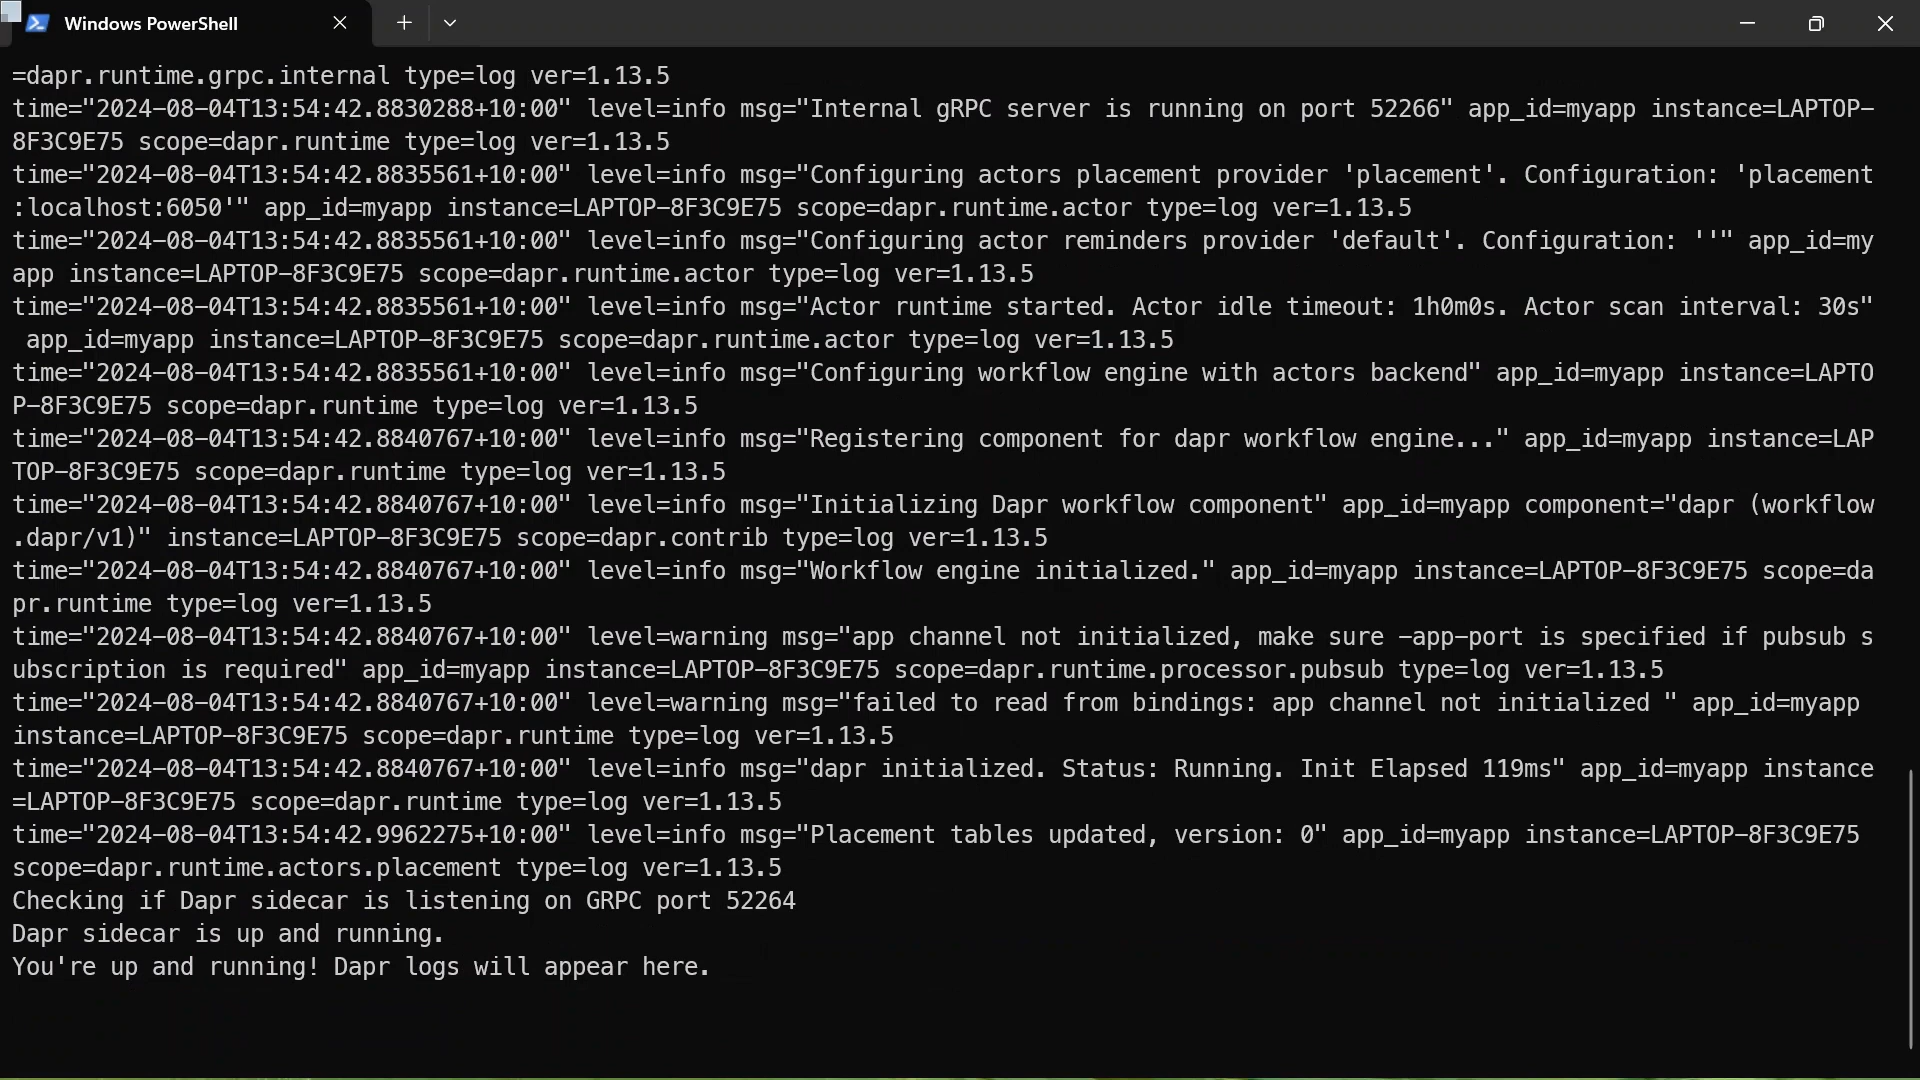 Windows PowerShell
=dapr.runtime.grpc.internal type=log ver=1.13.5
time="2024-08-04T13:54:42.8830288+10:00" level=info msg="Internal gRPC server is running on port 52266" app_id=myapp instance=LAPTOP-
8F3C9E75 scope=dapr.runtime type=log ver=1.13.5
time="2024-08-04T13:54:42.8835561+10:00" level=info msg="Configuring actors placement provider 'placement'. Configuration: 'placement
:localhost:6050'" app_id=myapp instance=LAPTOP-8F3C9E75 scope=dapr.runtime.actor type=log ver=1.13.5
time="2024-08-04T13:54:42.8835561+10:00" level=info msg="Configuring actor reminders provider 'default'. Configuration: ''" app_id=my
app instance=LAPTOP-8F3C9E75 scope=dapr.runtime.actor type=log ver=1.13.5
time="2024-08-04T13:54:42.8835561+10:00" level=info msg="Actor runtime started. Actor idle timeout: 1h0m0s. Actor scan interval: 30s"
 app_id=myapp instance=LAPTOP-8F3C9E75 scope=dapr.runtime.actor type=log ver=1.13.5
time="2024-08-04T13:54:42.8835561+10:00" level=info msg="Configuring workflow engine with actors backend" app_id=myapp instance=LAPTO
P-8F3C9E75 scope=dapr.runtime type=log ver=1.13.5
time="2024-08-04T13:54:42.8840767+10:00" level=info msg="Registering component for dapr workflow engine..." app_id=myapp instance=LAP
TOP-8F3C9E75 scope=dapr.runtime type=log ver=1.13.5
time="2024-08-04T13:54:42.8840767+10:00" level=info msg="Initializing Dapr workflow component" app_id=myapp component="dapr (workflow
.dapr/v1)" instance=LAPTOP-8F3C9E75 scope=dapr.contrib type=log ver=1.13.5
time="2024-08-04T13:54:42.8840767+10:00" level=info msg="Workflow engine initialized." app_id=myapp instance=LAPTOP-8F3C9E75 scope=da
pr.runtime type=log ver=1.13.5
time="2024-08-04T13:54:42.8840767+10:00" level=warning msg="app channel not initialized, make sure -app-port is specified if pubsub s
ubscription is required" app_id=myapp instance=LAPTOP-8F3C9E75 scope=dapr.runtime.processor.pubsub type=log ver=1.13.5
time="2024-08-04T13:54:42.8840767+10:00" level=warning msg="failed to read from bindings: app channel not initialized " app_id=myapp
instance=LAPTOP-8F3C9E75 scope=dapr.runtime type=log ver=1.13.5
time="2024-08-04T13:54:42.8840767+10:00" level=info msg="dapr initialized. Status: Running. Init Elapsed 119ms" app_id=myapp instance
=LAPTOP-8F3C9E75 scope=dapr.runtime type=log ver=1.13.5
time="2024-08-04T13:54:42.9962275+10:00" level=info msg="Placement tables updated, version: 0" app_id=myapp instance=LAPTOP-8F3C9E75
scope=dapr.runtime.actors.placement type=log ver=1.13.5
Checking if Dapr sidecar is listening on GRPC port 52264
Dapr sidecar is up and running.
You're up and running! Dapr logs will appear here.